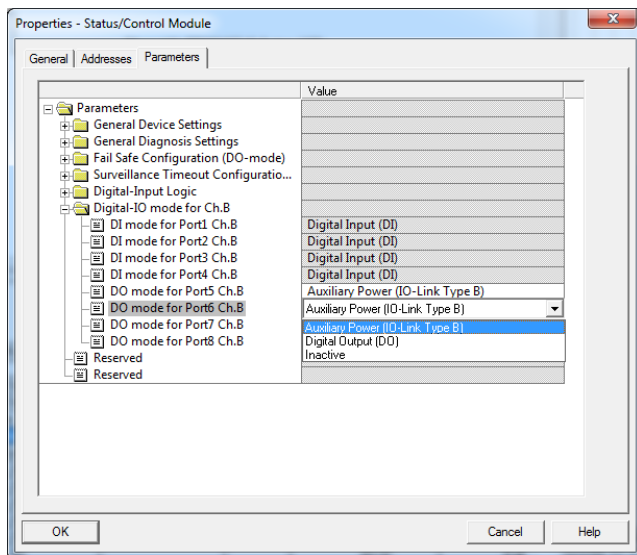 Properties - Status/Control Module
General Addresses Parameters
Value
Parameters
General Device Settings
General Diagnosis Settings
Fail Safe Configuration (DO-mode)
Surveillance Timeout Configuratio...
Digital-Input Logic
Digital-IO mode for Ch.B
DI mode for Port1 Ch.B Digital Input (DI)
DI mode for Port2 Ch.B Digital Input (DI)
DI mode for Port3 Ch.B Digital Input (DI)
DI mode for Port4 Ch.B Digital Input (DI)
DO mode for Port5 Ch.B Auxiliary Power (IO-Link Type B)
DO mode for Port6 Ch.B Auxiliary Power (IO-Link Type B)
DO mode for Port7 Ch.B Auxiliary Power (IO-Link Type B)
DO mode for Port8 Ch.B Digital Output (DO)
Reserved Inactive
Reserved
OK Cancel Help